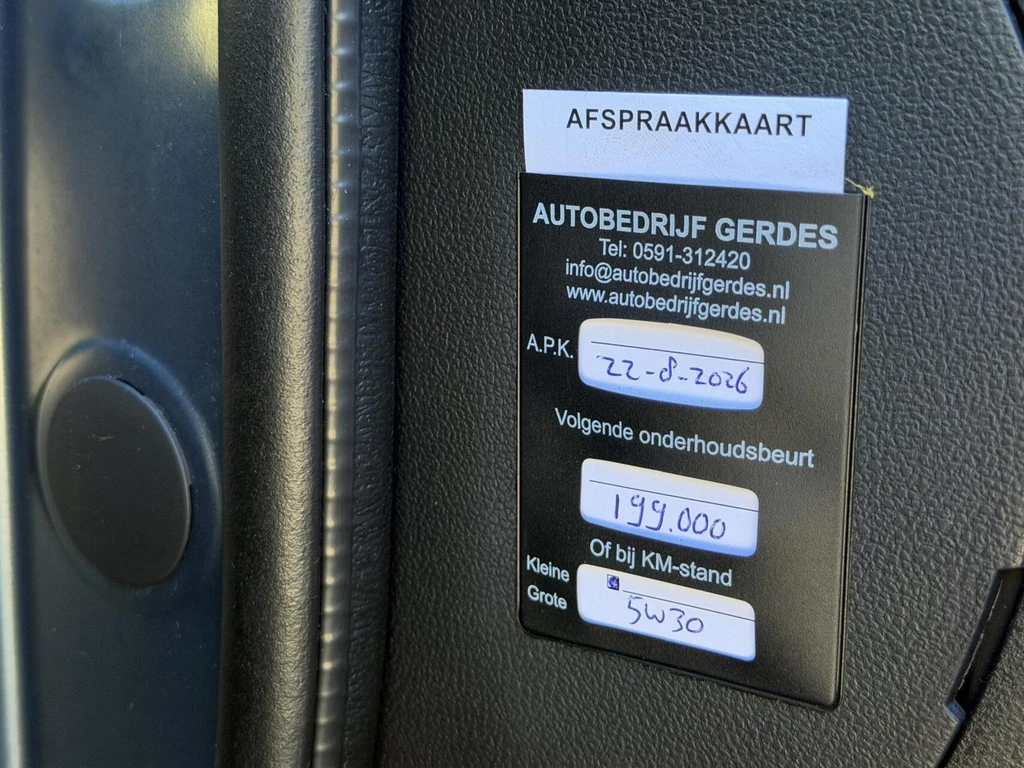 AFSPRAAKKAART
AUTOBEDRIJF GERDES
Tel: 0591-312420
info@autobedrijfgerdes.nl
www.autobedrijfgerdes.nl
A.P.K. 22-8-2026
Volgende onderhoudsbeurt
199.000
Of bij KM-stand
Kleine
Grote 5W30